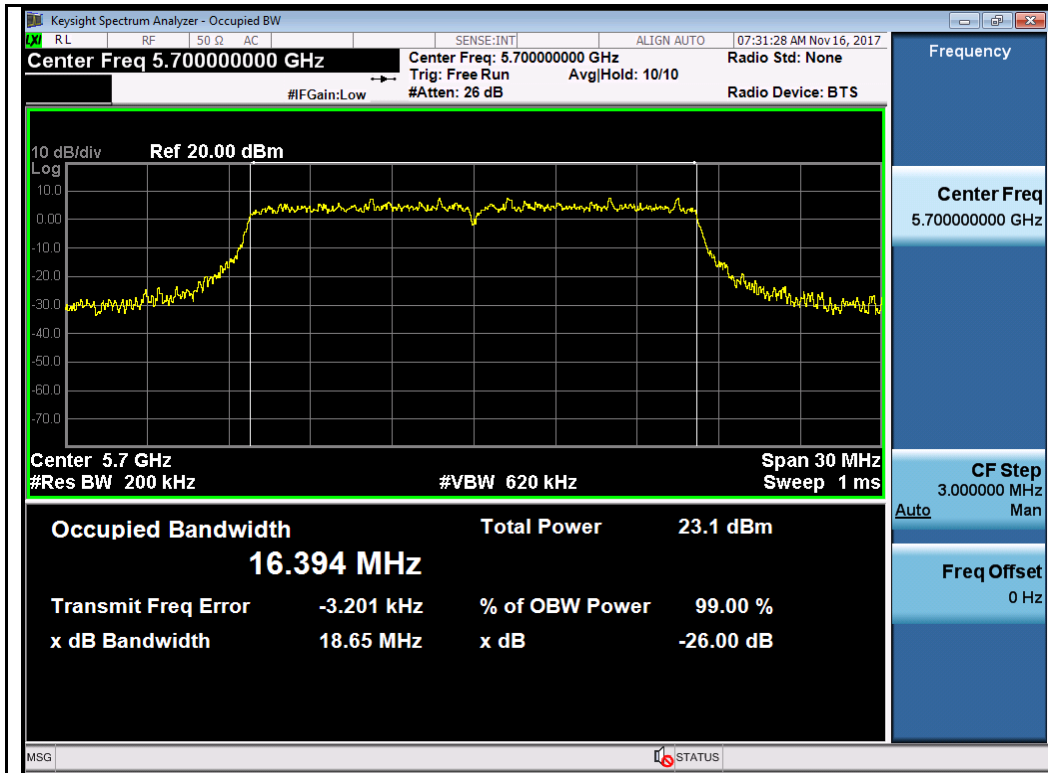 Keysight Spectrum Analyzer - Occupied BW
LXI RL RF 50 Ω AC SENSE:INT ALIGN AUTO 07:31:28 AM Nov 16, 2017
Center Freq 5.700000000 GHz
Center Freq: 5.700000000 GHz Radio Std: None
Trig: Free Run Avg|Hold: 10/10
#IFGain:Low #Atten: 26 dB Radio Device: BTS
10 dB/div Ref 20.00 dBm
Log
10.0
0.00
-10.0
-20.0
-30.0
-40.0
-50.0
-60.0
-70.0
Center 5.7 GHz Span 30 MHz
#Res BW 200 kHz #VBW 620 kHz Sweep 1 ms
Occupied Bandwidth Total Power 23.1 dBm
16.394 MHz
Transmit Freq Error -3.201 kHz % of OBW Power 99.00 %
x dB Bandwidth 18.65 MHz x dB -26.00 dB
Frequency
Center Freq
5.700000000 GHz
CF Step
3.000000 MHz
Auto Man
Freq Offset
0 Hz
MSG STATUS